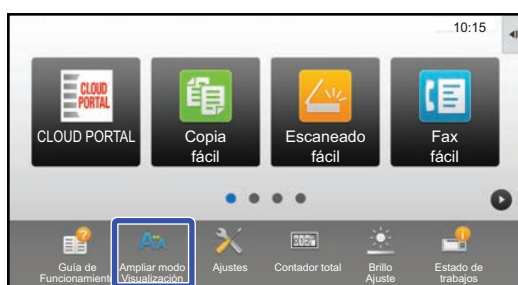 10:15
CLOUD
PORTAL
CLOUD PORTAL
Copia
fácil
Escaneado
fácil
Fax
fácil
Guía de
Funcionamient
Ampliar modo
Visualización
Ajustes
Contador total
Brillo
Ajuste
Estado de
trabajos